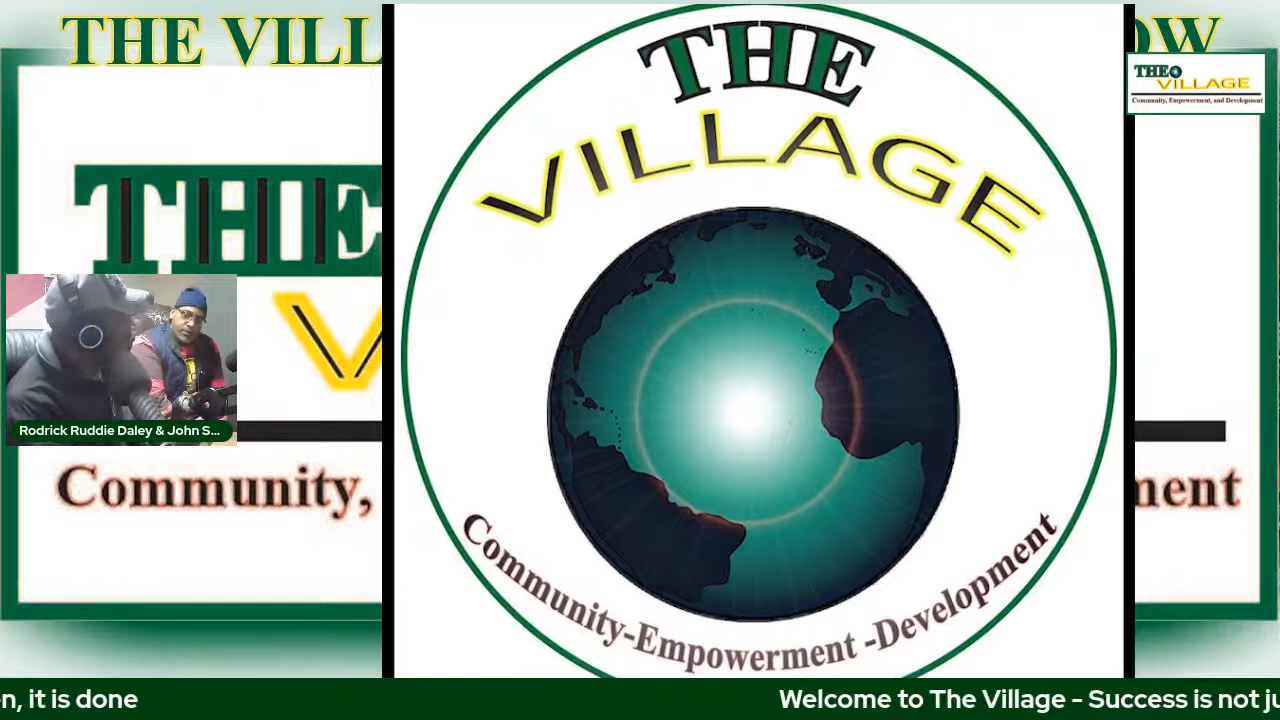 THE VILL
OW
THE
VILLAGE
Community, Empowerment, and Development
THE
VILLAGE
THE
V
Rodrick Ruddie Daley & John S...
Community,
ment
Community-Empowerment -Development
n, it is done
Welcome to The Village - Success is not ju